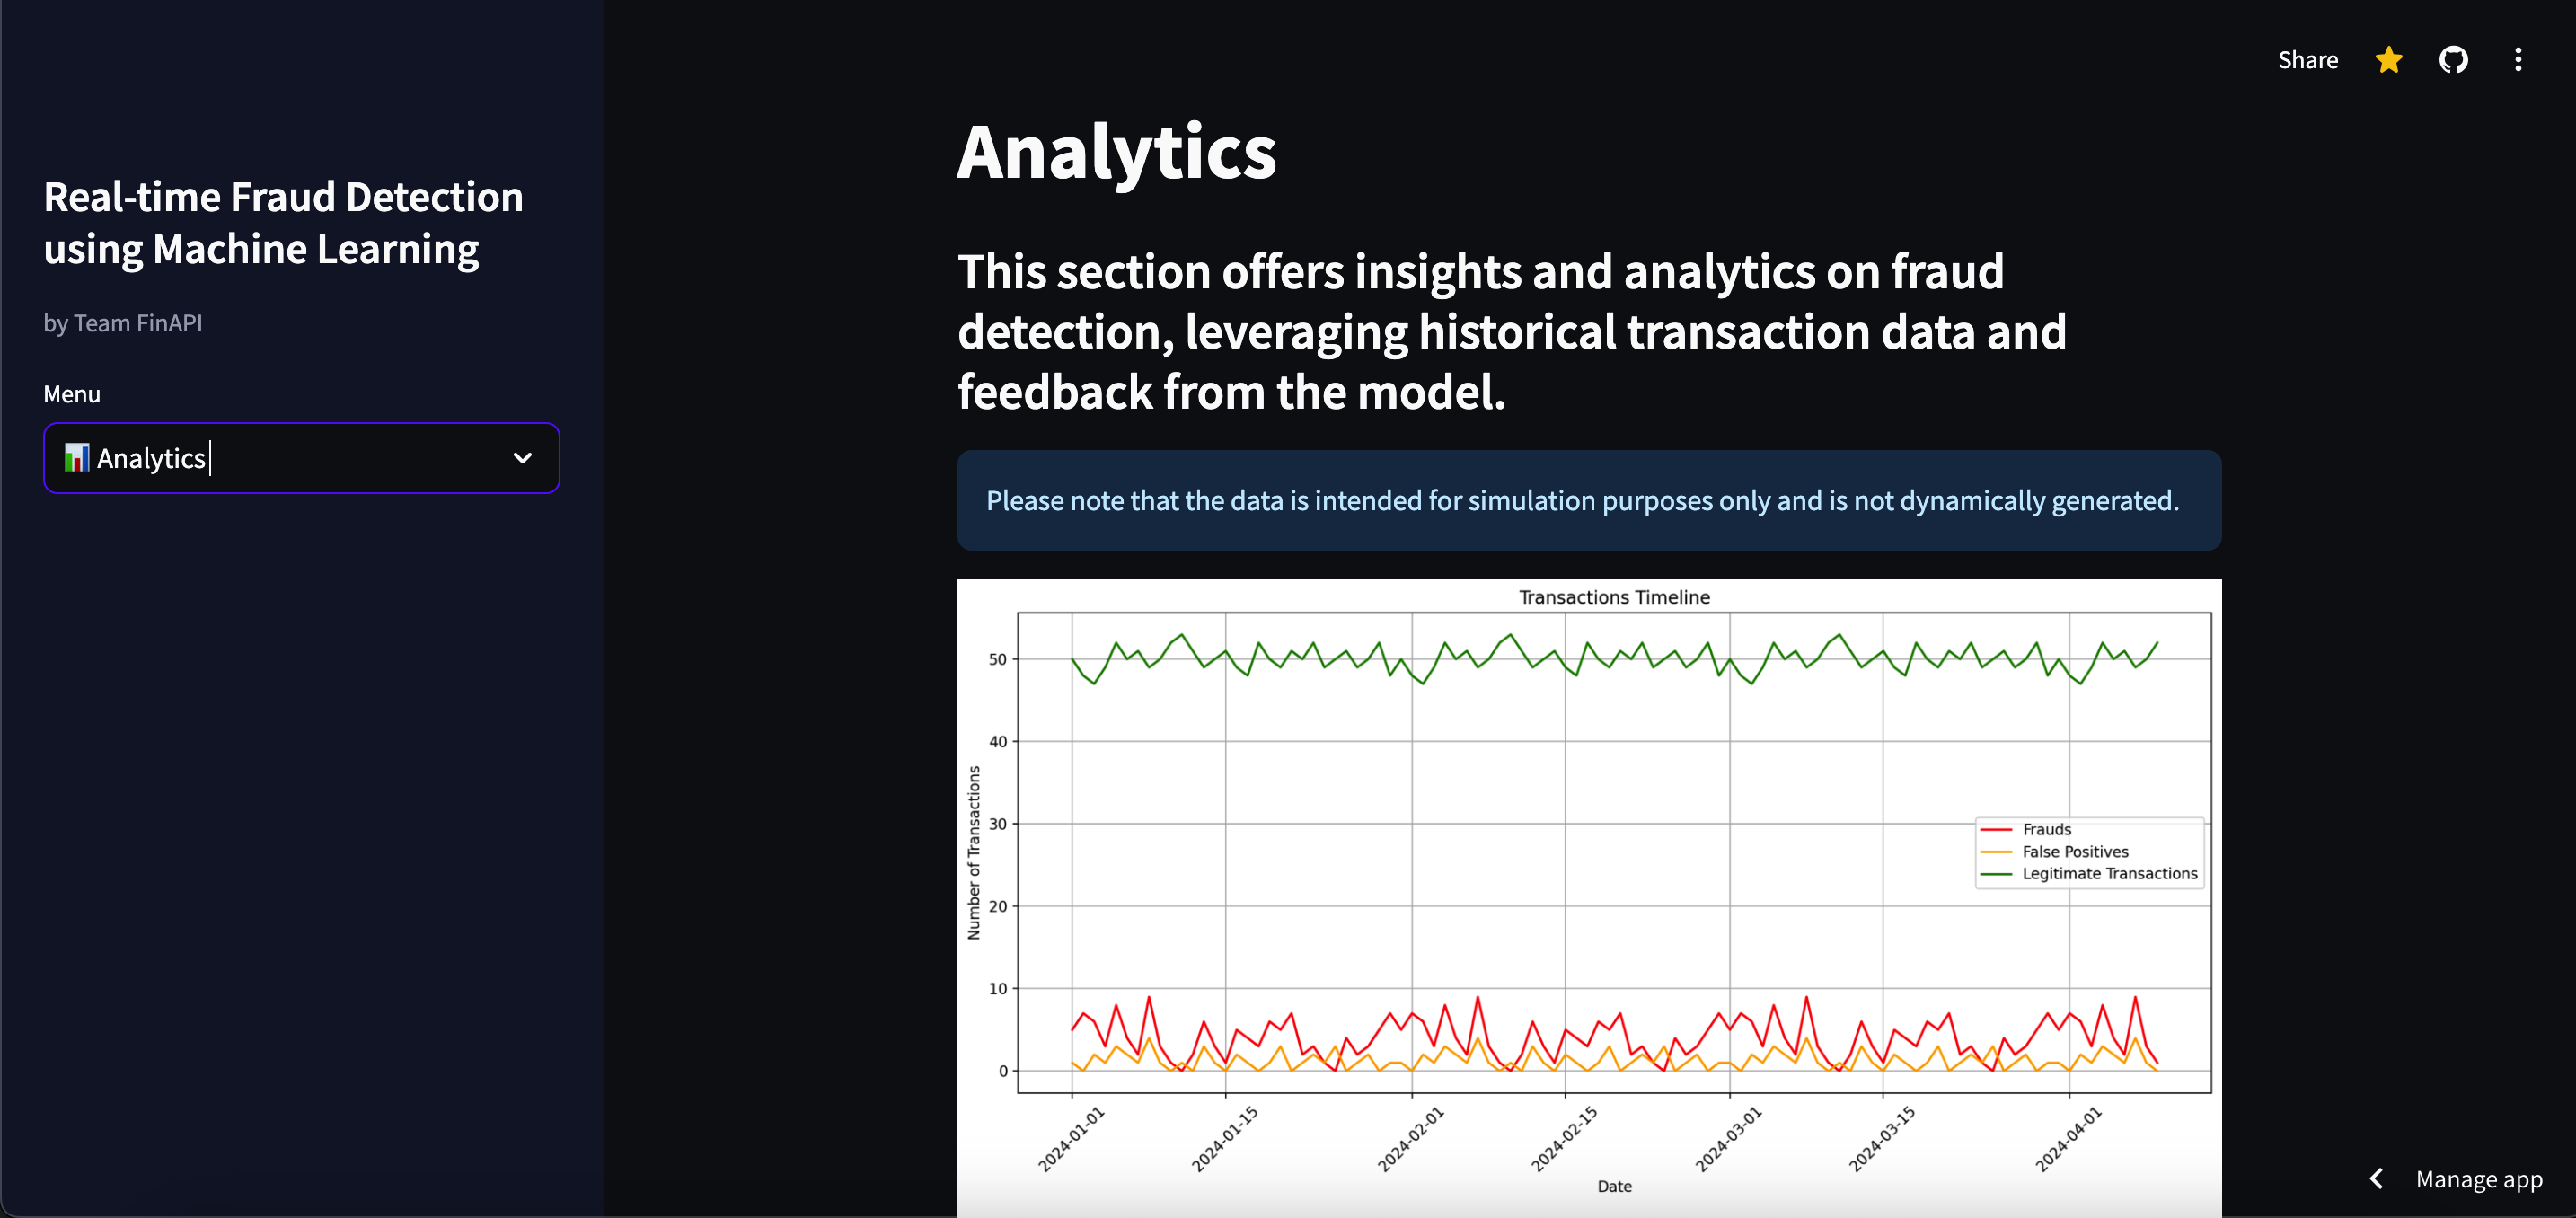 Share
Real-time Fraud Detection
using Machine Learning
by Team FinAPI
Menu
Analytics
Analytics
This section offers insights and analytics on fraud
detection, leveraging historical transaction data and
feedback from the model.
Please note that the data is intended for simulation purposes only and is not dynamically generated.
Transactions Timeline
Number of Transactions
50
40
30
20
10
0
Frauds
False Positives
Legitimate Transactions
2024-01-01
2024-01-15
2024-02-01
2024-02-15
2024-03-01
2024-03-15
2024-04-01
Date
Manage app